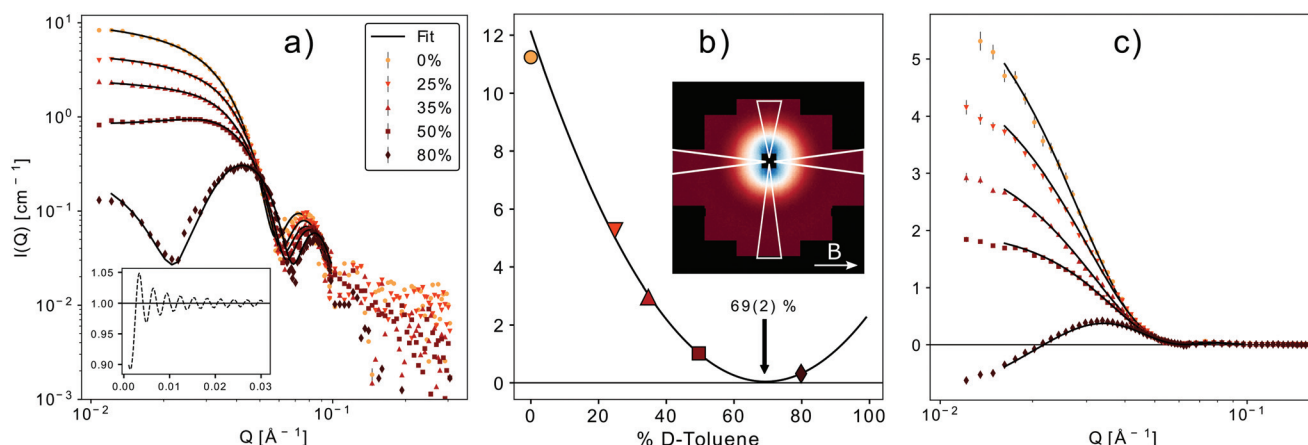 a)
I(Q) [cm⁻¹]
10¹
10⁰
10⁻¹
10⁻²
10⁻³
Fit
0%
25%
35%
50%
80%
1.05
1.00
0.95
0.90
0.00 0.01 0.02 0.03
10⁻² 10⁻¹
Q [Å⁻¹]
b)
12
10
8
6
4
2
0
B
69(2) %
0 20 40 60 80 100
% D-Toluene
c)
5
4
3
2
1
0
10⁻² 10⁻¹
Q [Å⁻¹]